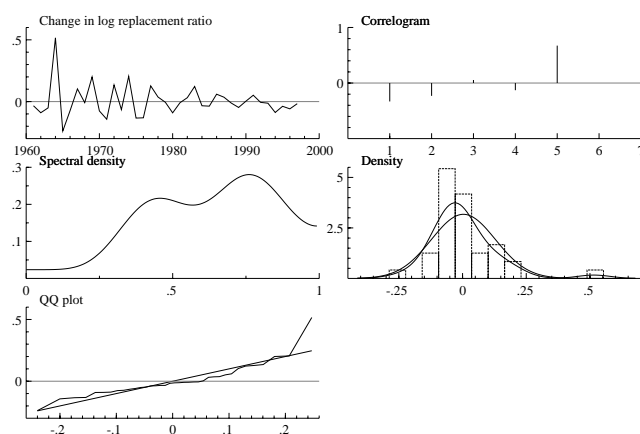 Change in log replacement ratio
.5
0
1960 1970 1980 1990 2000
Correlogram
1
0
1 2 3 4 5 6 7
Spectral density
.3
.2
.1
0 .5 1
Density
5
2.5
-.25 0 .25 .5
QQ plot
.5
0
-.2 -.1 0 .1 .2